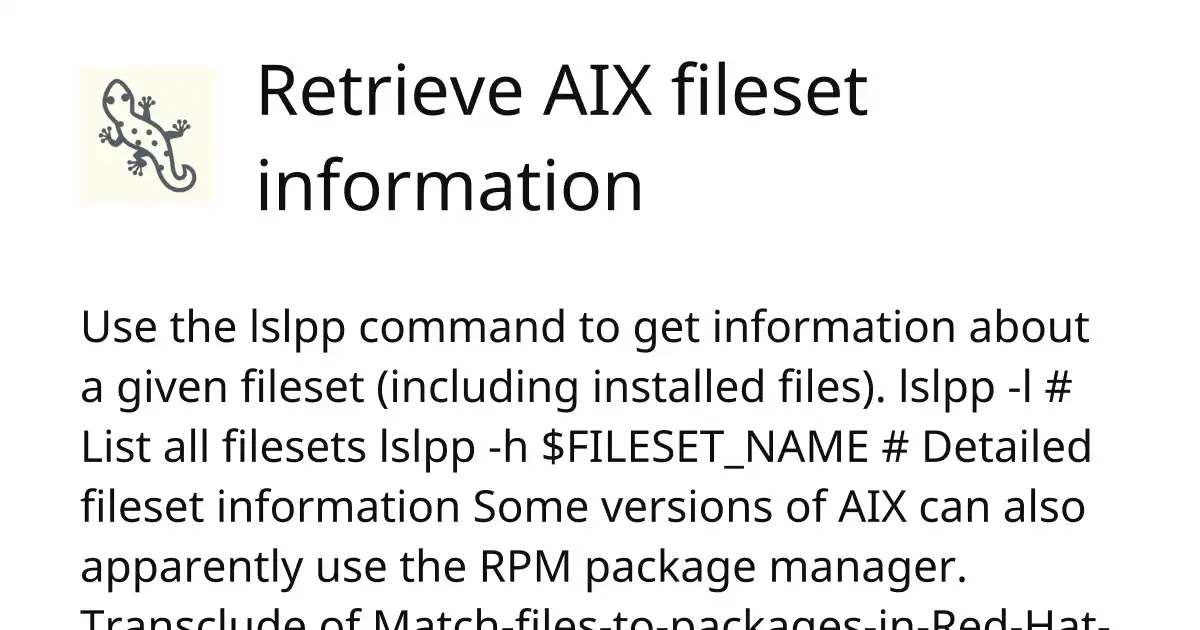 Retrieve AIX fileset
information
Use the lslpp command to get information about
a given fileset (including installed files). lslpp -l #
List all filesets lslpp -h $FILESET_NAME # Detailed
fileset information Some versions of AIX can also
apparently use the RPM package manager.
Transclude of Match-files-to-packages-in-Red-Hat-